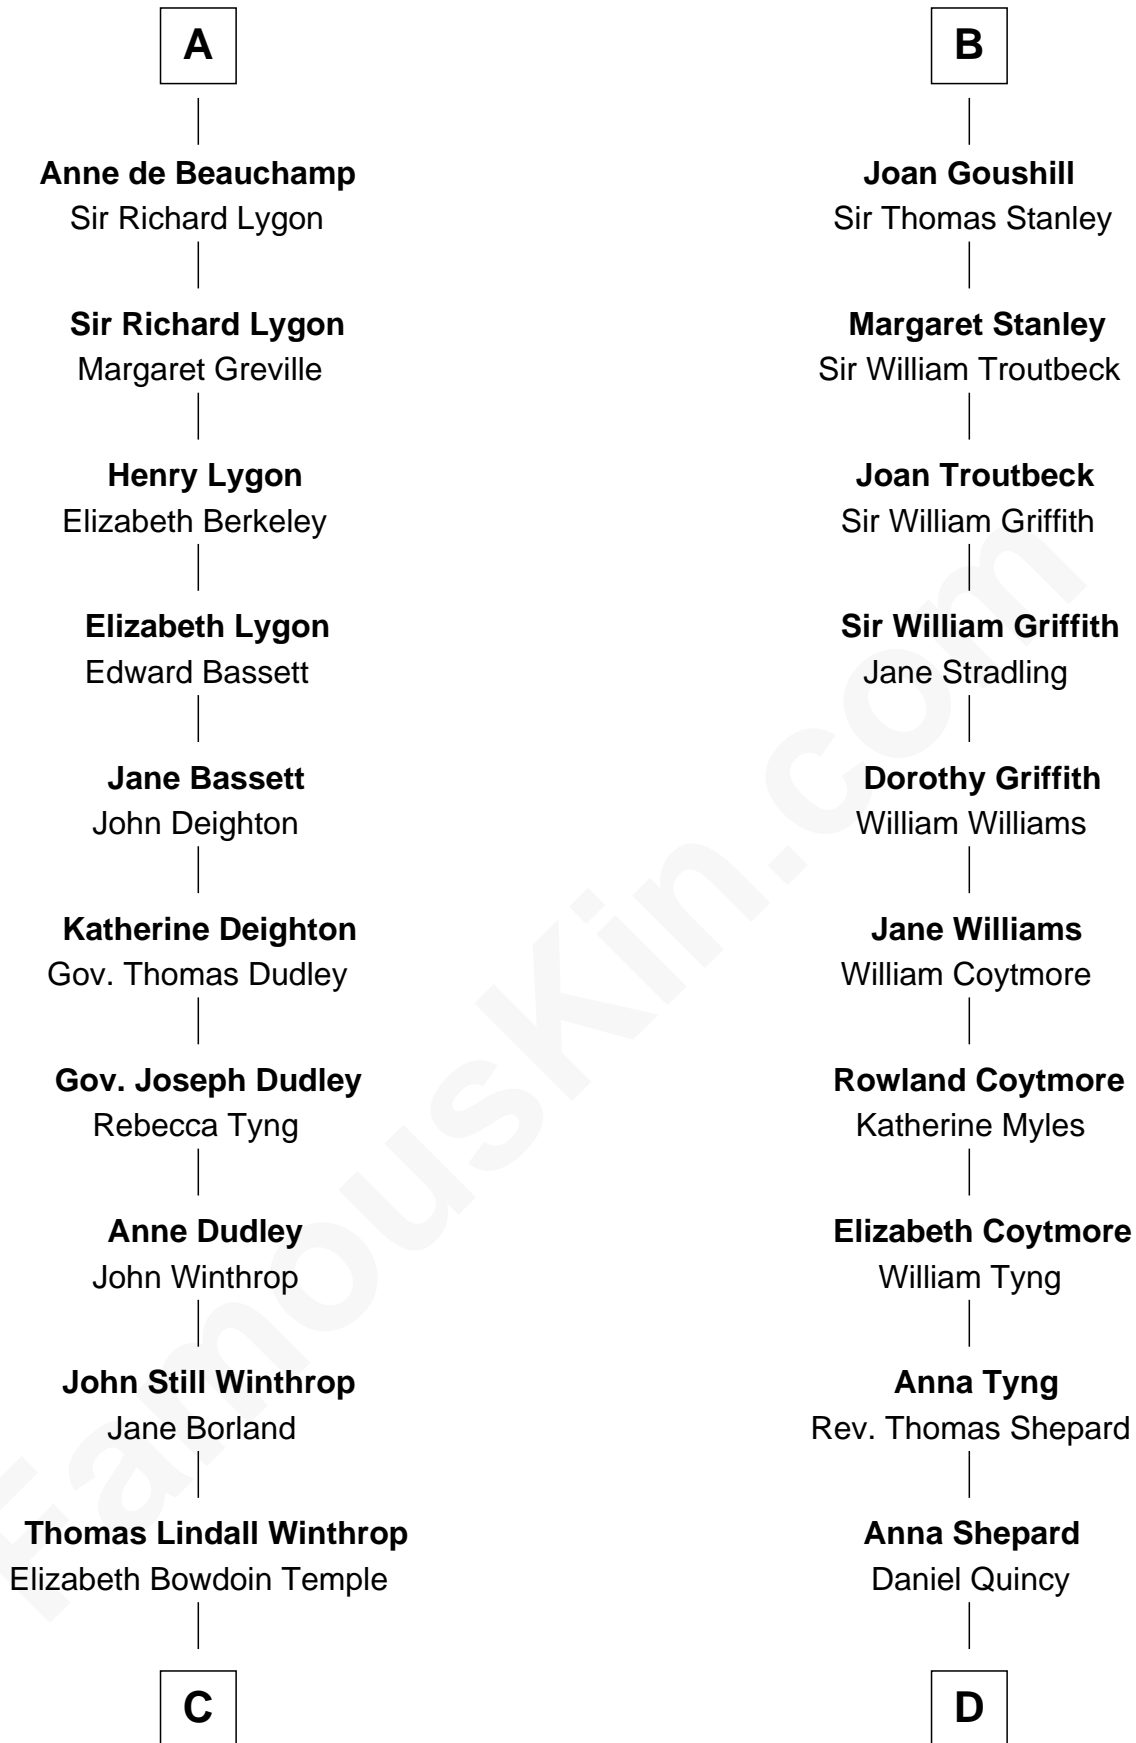 A
Anne de Beauchamp
Sir Richard Lygon
Sir Richard Lygon
Margaret Greville
Henry Lygon
Elizabeth Berkeley
Elizabeth Lygon
Edward Bassett
Jane Bassett
John Deighton
Katherine Deighton
Gov. Thomas Dudley
Gov. Joseph Dudley
Rebecca Tyng
Anne Dudley
John Winthrop
John Still Winthrop
Jane Borland
Thomas Lindall Winthrop
Elizabeth Bowdoin Temple
C
B
Joan Goushill
Sir Thomas Stanley
Margaret Stanley
Sir William Troutbeck
Joan Troutbeck
Sir William Griffith
Sir William Griffith
Jane Stradling
Dorothy Griffith
William Williams
Jane Williams
William Coytmore
Rowland Coytmore
Katherine Myles
Elizabeth Coytmore
William Tyng
Anna Tyng
Rev. Thomas Shepard
Anna Shepard
Daniel Quincy
D
FamousKin.com